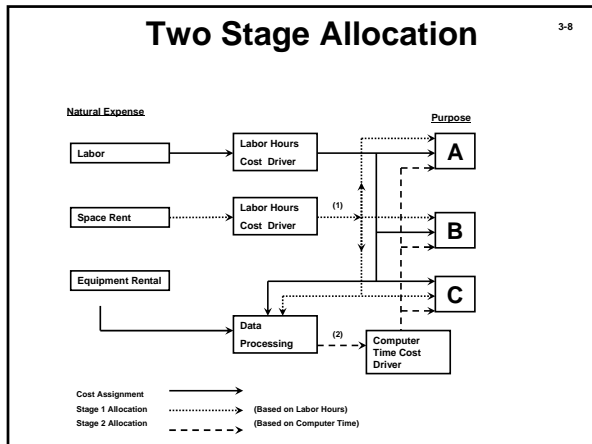 Two Stage Allocation
3-8
Natural Expense
Purpose
Labor
Labor Hours
Cost Driver
A
Space Rent
Labor Hours
Cost Driver
(1)
B
Equipment Rental
C
Data
Processing
(2)
Computer
Time Cost
Driver
Cost Assignment
Stage 1 Allocation
(Based on Labor Hours)
Stage 2 Allocation
(Based on Computer Time)